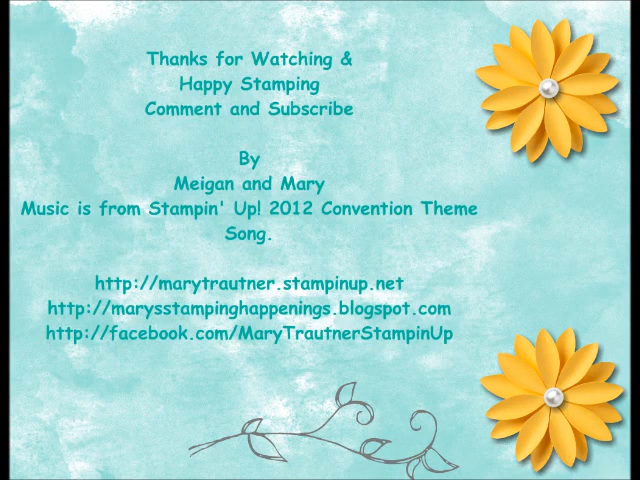 Thanks for Watching &
Happy Stamping
Comment and Subscribe
By
Meigan and Mary
Music is from Stampin' Up! 2012 Convention Theme
Song.
http://marytrautner.stampinup.net
http://marysstampinghappenings.blogspot.com
http://facebook.com/MaryTrautnerStampinUp